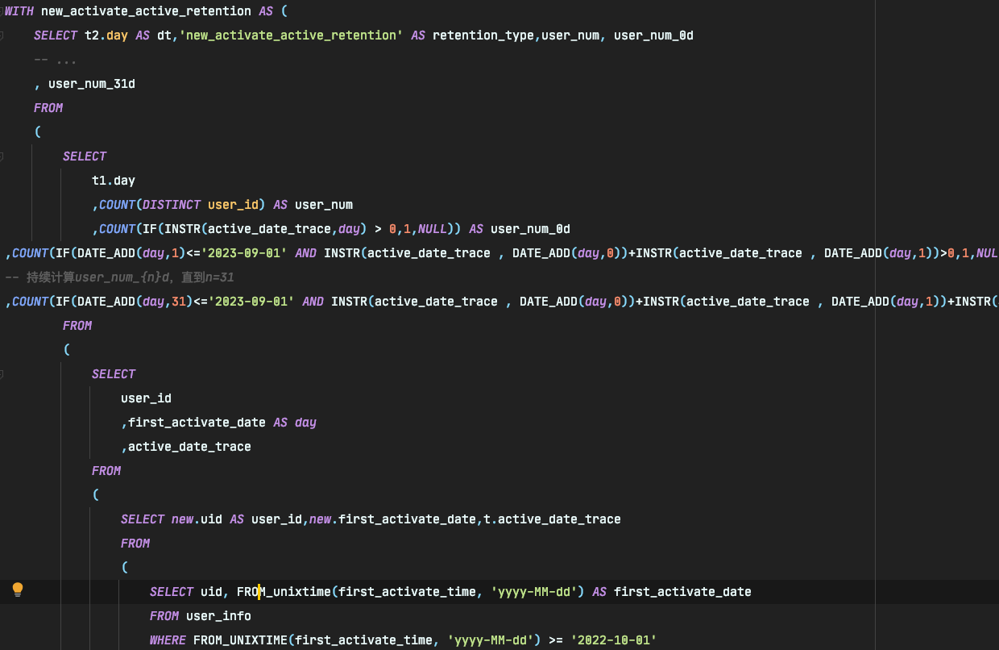 WITH new_activate_active_retention AS (
SELECT t2.day AS dt,'new_activate_active_retention' AS retention_type,user_num, user_num_0d
-- ...
, user_num_31d
FROM
(
SELECT
t1.day
,COUNT(DISTINCT user_id) AS user_num
,COUNT(IF(INSTR(active_date_trace,day) > 0,1,NULL)) AS user_num_0d
,COUNT(IF(DATE_ADD(day,1)<='2023-09-01' AND INSTR(active_date_trace , DATE_ADD(day,0))+INSTR(active_date_trace , DATE_ADD(day,1))>0,1,NUL
-- 持续计算user_num_{n}d，直到n=31
,COUNT(IF(DATE_ADD(day,31)<='2023-09-01' AND INSTR(active_date_trace , DATE_ADD(day,0))+INSTR(active_date_trace , DATE_ADD(day,1))+INSTR(
FROM
(
SELECT
user_id
,first_activate_date AS day
,active_date_trace
FROM
(
SELECT new.uid AS user_id,new.first_activate_date,t.active_date_trace
FROM
(
SELECT uid, FROM_unixtime(first_activate_time, 'yyyy-MM-dd') AS first_activate_date
FROM user_info
WHERE FROM_UNIXTIME(first_activate_time, 'yyyy-MM-dd') >= '2022-10-01'